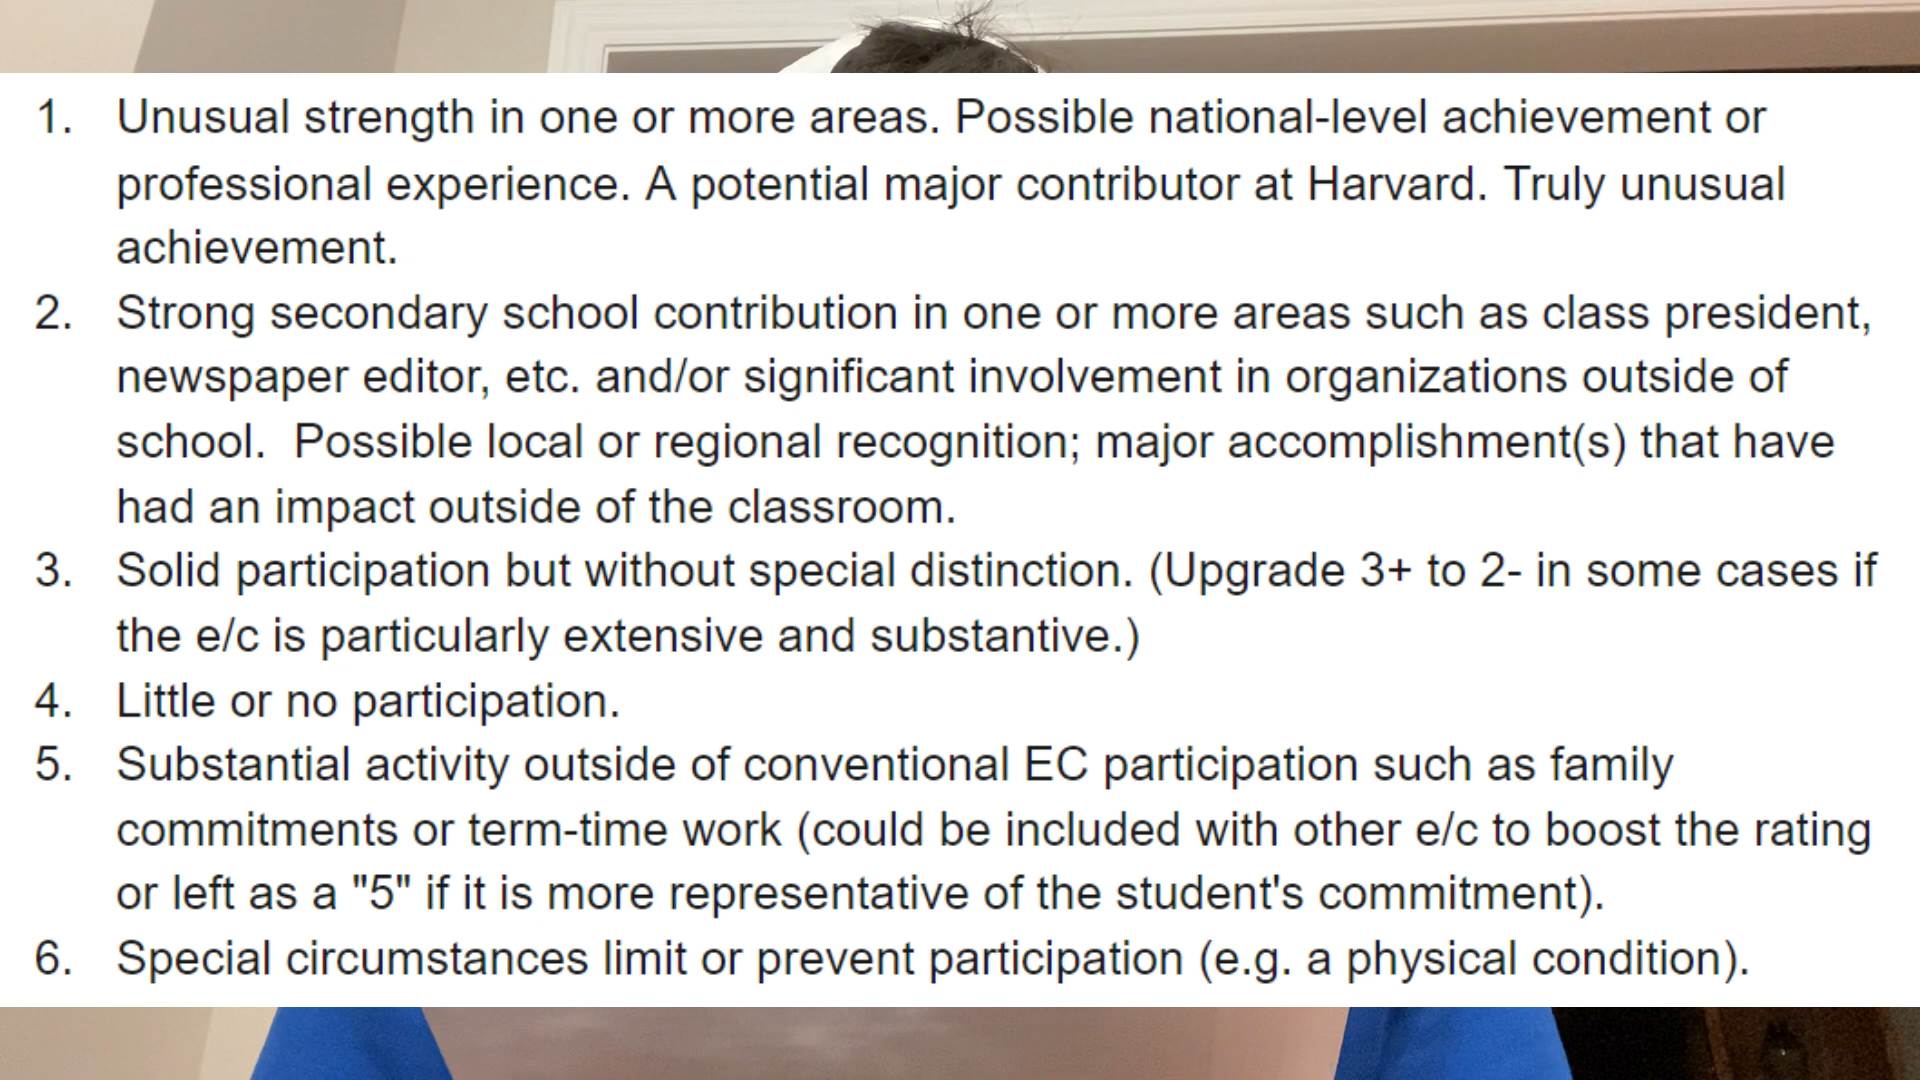 1. Unusual strength in one or more areas. Possible national-level achievement or
professional experience. A potential major contributor at Harvard. Truly unusual
achievement.
2. Strong secondary school contribution in one or more areas such as class president,
newspaper editor, etc. and/or significant involvement in organizations outside of
school.  Possible local or regional recognition; major accomplishment(s) that have
had an impact outside of the classroom.
3. Solid participation but without special distinction. (Upgrade 3+ to 2- in some cases if
the e/c is particularly extensive and substantive.)
4. Little or no participation.
5. Substantial activity outside of conventional EC participation such as family
commitments or term-time work (could be included with other e/c to boost the rating
or left as a "5" if it is more representative of the student's commitment).
6. Special circumstances limit or prevent participation (e.g. a physical condition).